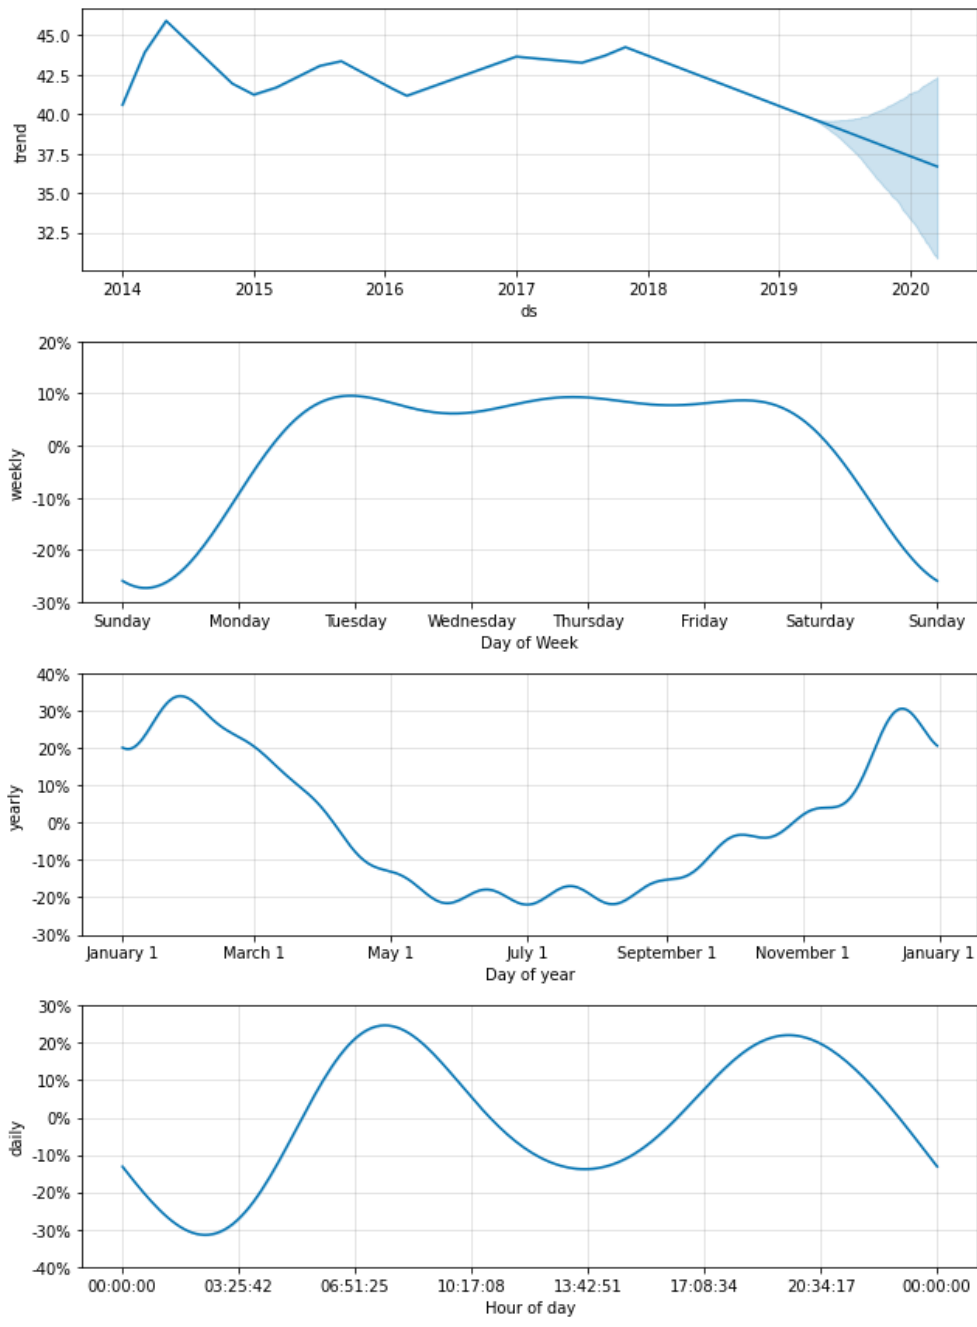 45.0
42.5
40.0
37.5
35.0
32.5
trend
2014 2015 2016 2017 2018 2019 2020
ds
20%
10%
0%
-10%
-20%
-30%
weekly
Sunday Monday Tuesday Wednesday Thursday Friday Saturday Sunday
Day of Week
40%
30%
20%
10%
0%
-10%
-20%
-30%
yearly
January 1 March 1 May 1 July 1 September 1 November 1 January 1
Day of year
30%
20%
10%
0%
-10%
-20%
-30%
-40%
daily
00:00:00 03:25:42 06:51:25 10:17:08 13:42:51 17:08:34 20:34:17 00:00:00
Hour of day